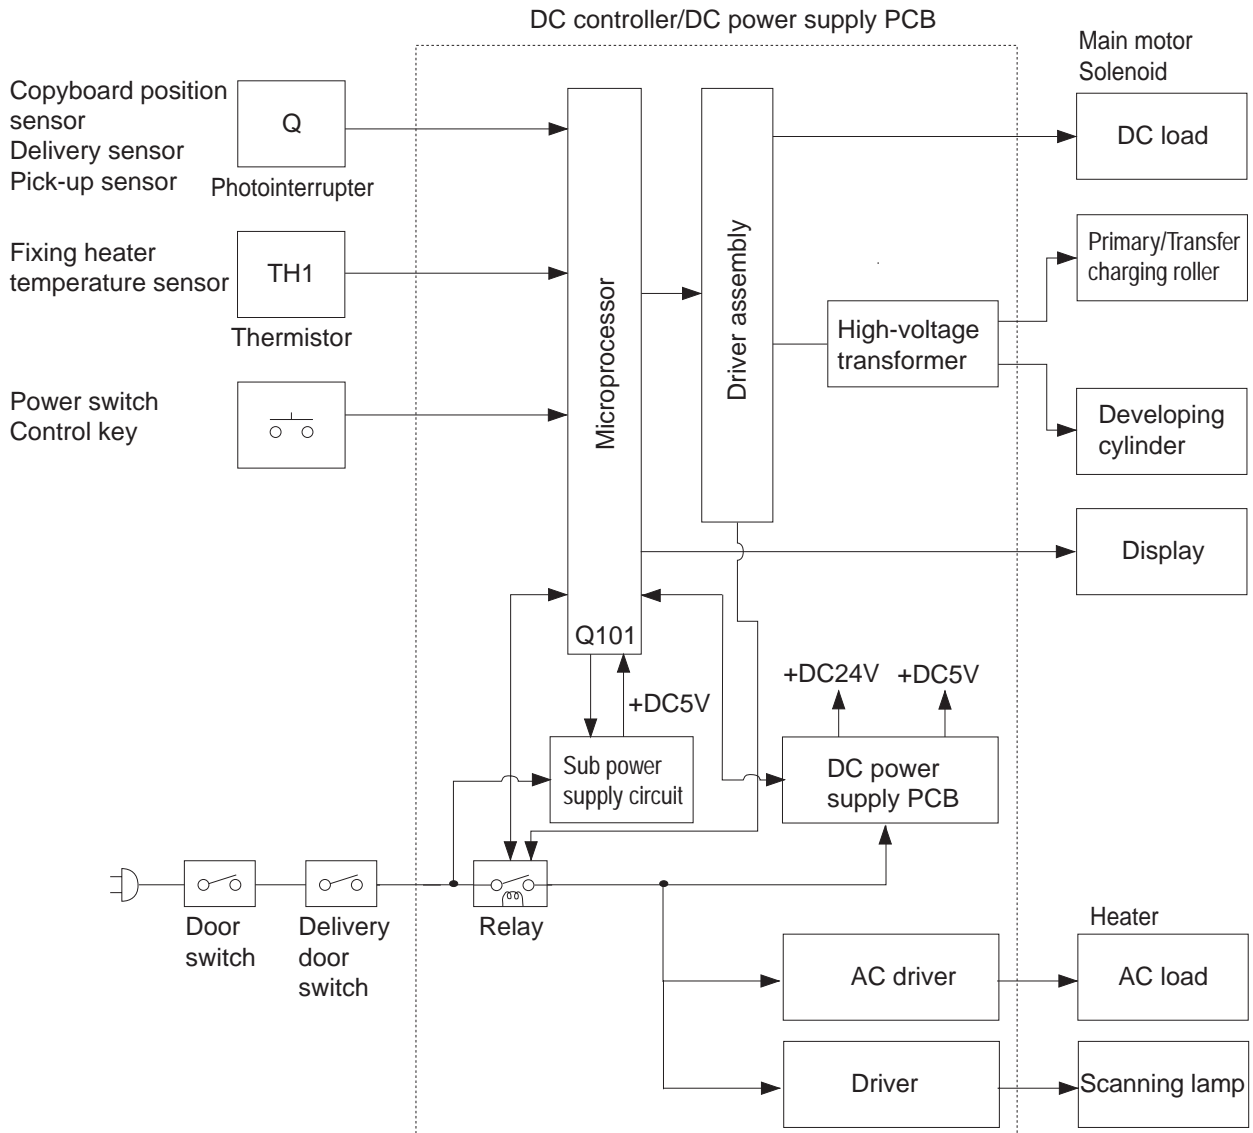 DC controller/DC power supply PCB
Main motor
Solenoid
Copyboard position
sensor
Delivery sensor
Pick-up sensor
Q
Photointerrupter
DC load
Fixing heater
temperature sensor
TH1
Thermistor
Microprocessor
Driver assembly
Primary/Transfer
charging roller
High-voltage
transformer
Power switch
Control key
Developing
cylinder
Display
Q101
+DC5V
+DC24V
+DC5V
Sub power
supply circuit
DC power
supply PCB
Door
switch
Delivery
door
switch
Relay
Heater
AC driver
AC load
Driver
Scanning lamp